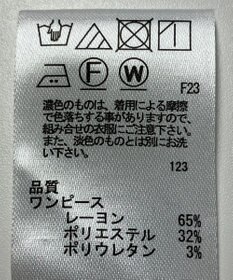 F W
F23
濃色のものは、着用による摩擦
で色落ちする事がありますので、
組み合せの衣服にご注意下さい。
また、淡色のものとは別にお洗
い下さい。
123
品質
ワンピース
レーヨン 65%
ポリエステル 32%
ポリウレタン 3%